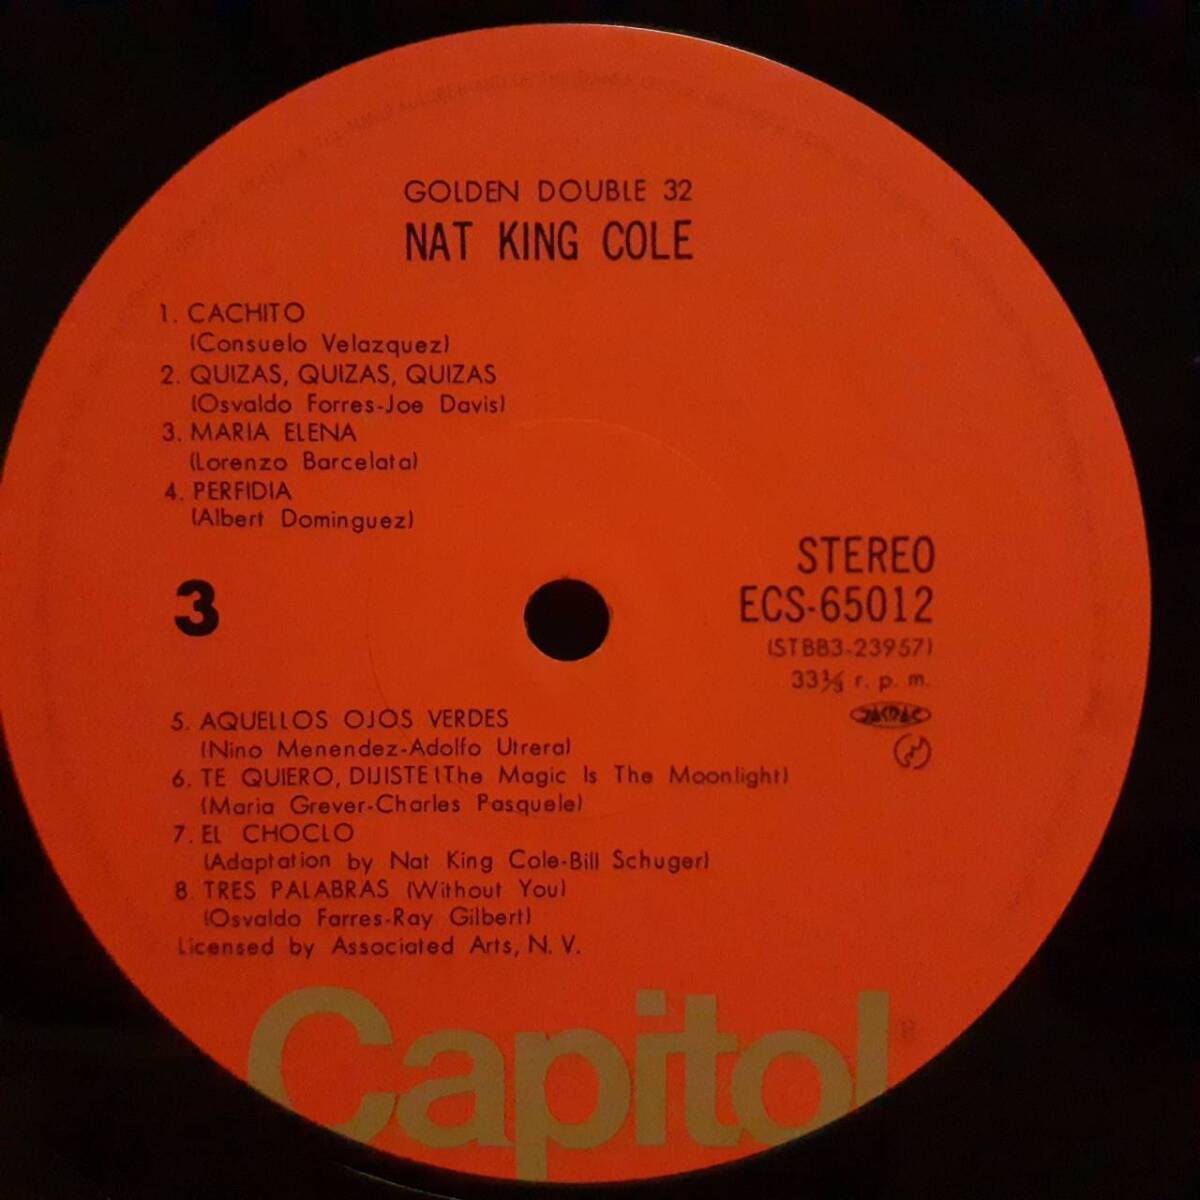 GOLDEN DOUBLE 32
NAT KING COLE
1. CACHITO
(Consuelo Velazquez)
2. QUIZAS, QUIZAS, QUIZAS
(Osvaldo Forres-Joe Davis)
3. MARIA ELENA
(Lorenzo Barcelata)
4. PERFIDIA
(Albert Dominguez)
3
STEREO
ECS-65012
(STBB3-23957)
33⅓ r. p. m.
JASRAC
5. AQUELLOS OJOS VERDES
(Nino Menendez-Adolfo Utrera)
6. TE QUIERO, DIJISTE (The Magic Is The Moonlight)
(Maria Grever-Charles Pasquele)
7. EL CHOCLO
(Adaptation by Nat King Cole-Bill Schuger)
8. TRES PALABRAS (Without You)
(Osvaldo Farres-Ray Gilbert)
Licensed by Associated Arts, N. V.
Capitol